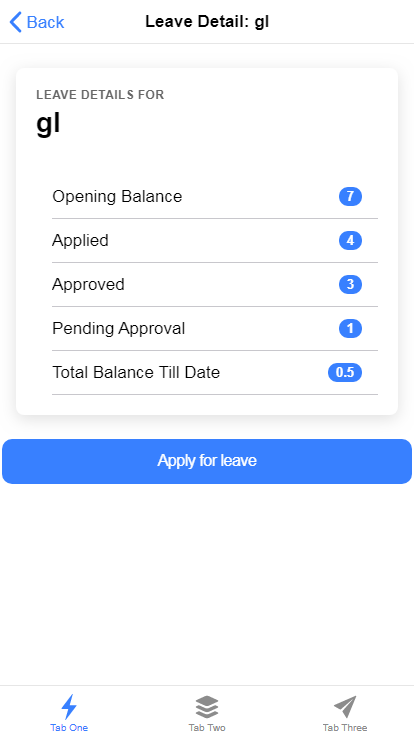 Back
Leave Detail: gl
LEAVE DETAILS FOR
gl
Opening Balance 7
Applied 4
Approved 3
Pending Approval 1
Total Balance Till Date 0.5
Apply for leave
Tab One Tab Two Tab Three